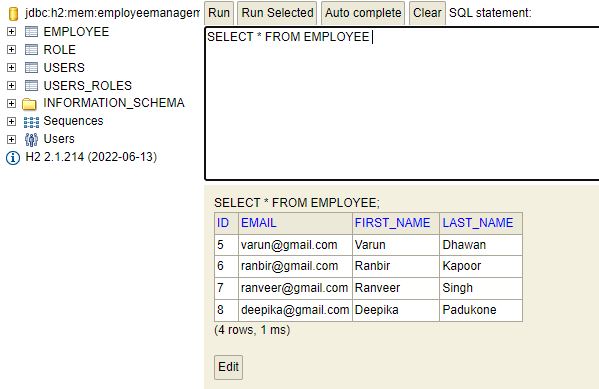 jdbc:h2:mem:employeemanagem
EMPLOYEE
ROLE
USERS
USERS_ROLES
INFORMATION_SCHEMA
Sequences
Users
H2 2.1.214 (2022-06-13)
Run Run Selected Auto complete Clear SQL statement:
SELECT * FROM EMPLOYEE
SELECT * FROM EMPLOYEE;
ID EMAIL FIRST_NAME LAST_NAME
5 varun@gmail.com Varun Dhawan
6 ranbir@gmail.com Ranbir Kapoor
7 ranveer@gmail.com Ranveer Singh
8 deepika@gmail.com Deepika Padukone
(4 rows, 1 ms)
Edit